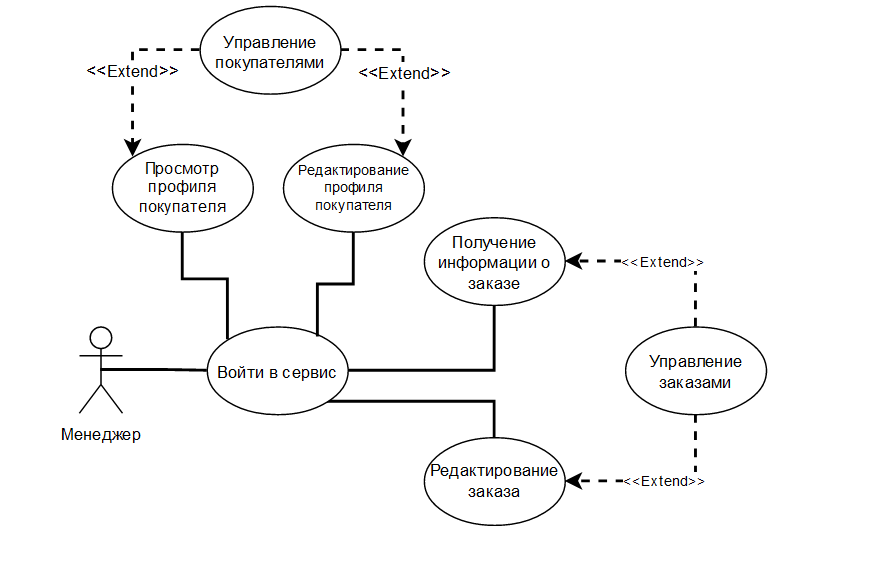 Управление
покупателями
<<Extend>>
<<Extend>>
Просмотр
профиля
покупателя
Редактирование
профиля
покупателя
Получение
информации о
заказе
<<Extend>>
Управление
заказами
Войти в сервис
Менеджер
Редактирование
заказа
<<Extend>>